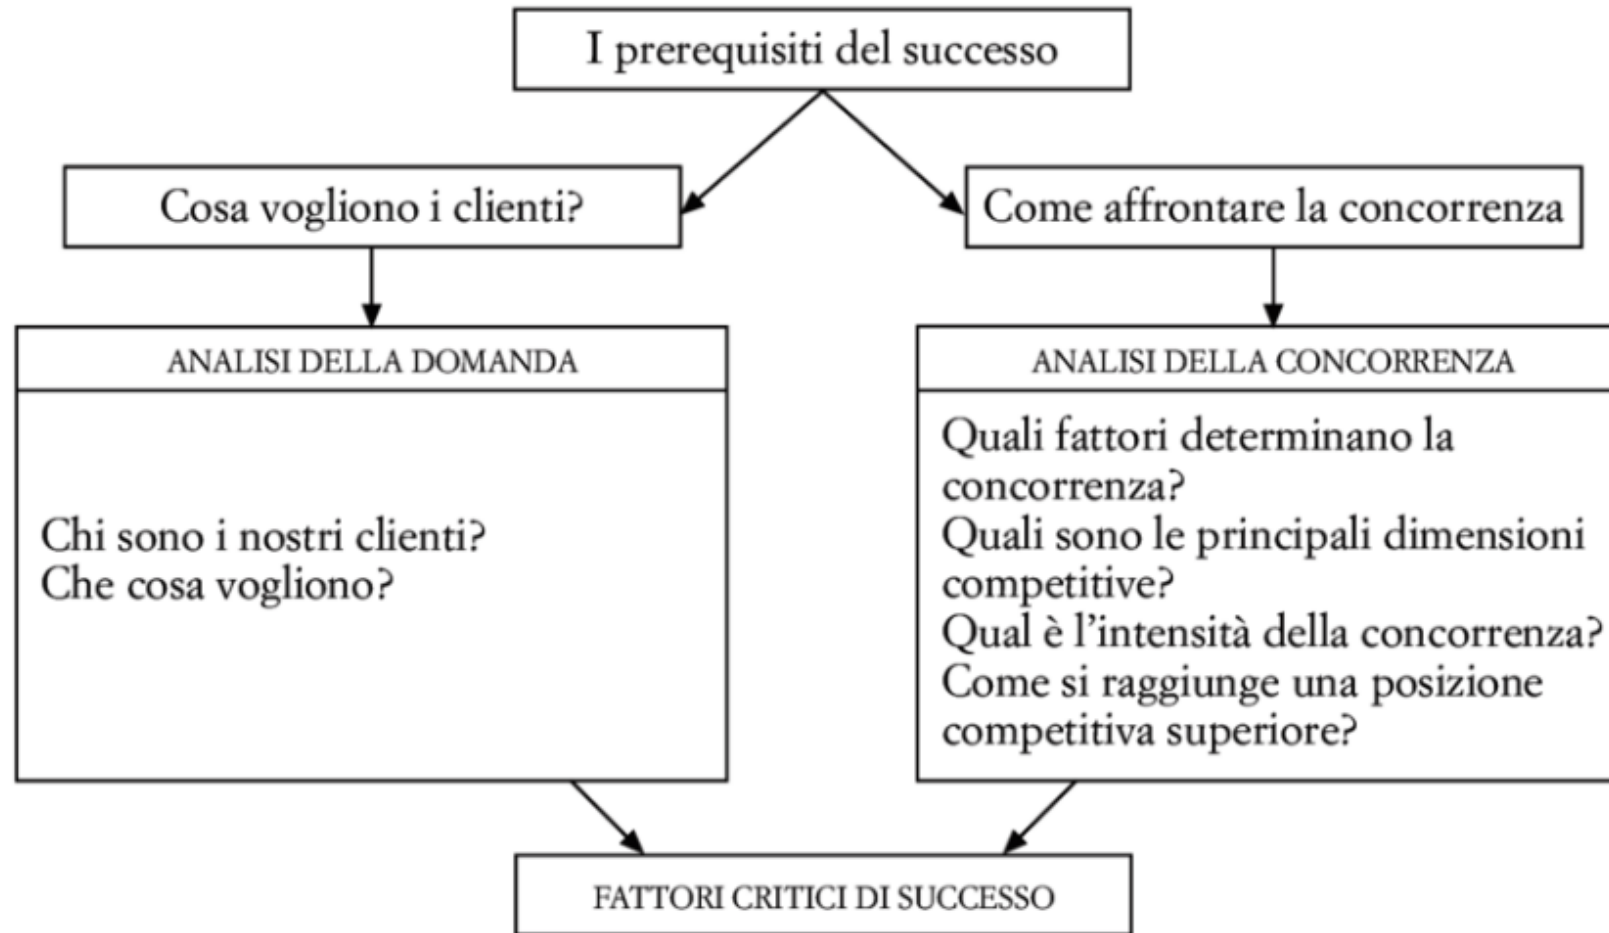 I prerequisiti del successo
Cosa vogliono i clienti?
Come affrontare la concorrenza
ANALISI DELLA DOMANDA
Chi sono i nostri clienti?
Che cosa vogliono?
ANALISI DELLA CONCORRENZA
Quali fattori determinano la
concorrenza?
Quali sono le principali dimensioni
competitive?
Qual è l'intensità della concorrenza?
Come si raggiunge una posizione
competitiva superiore?
FATTORI CRITICI DI SUCCESSO